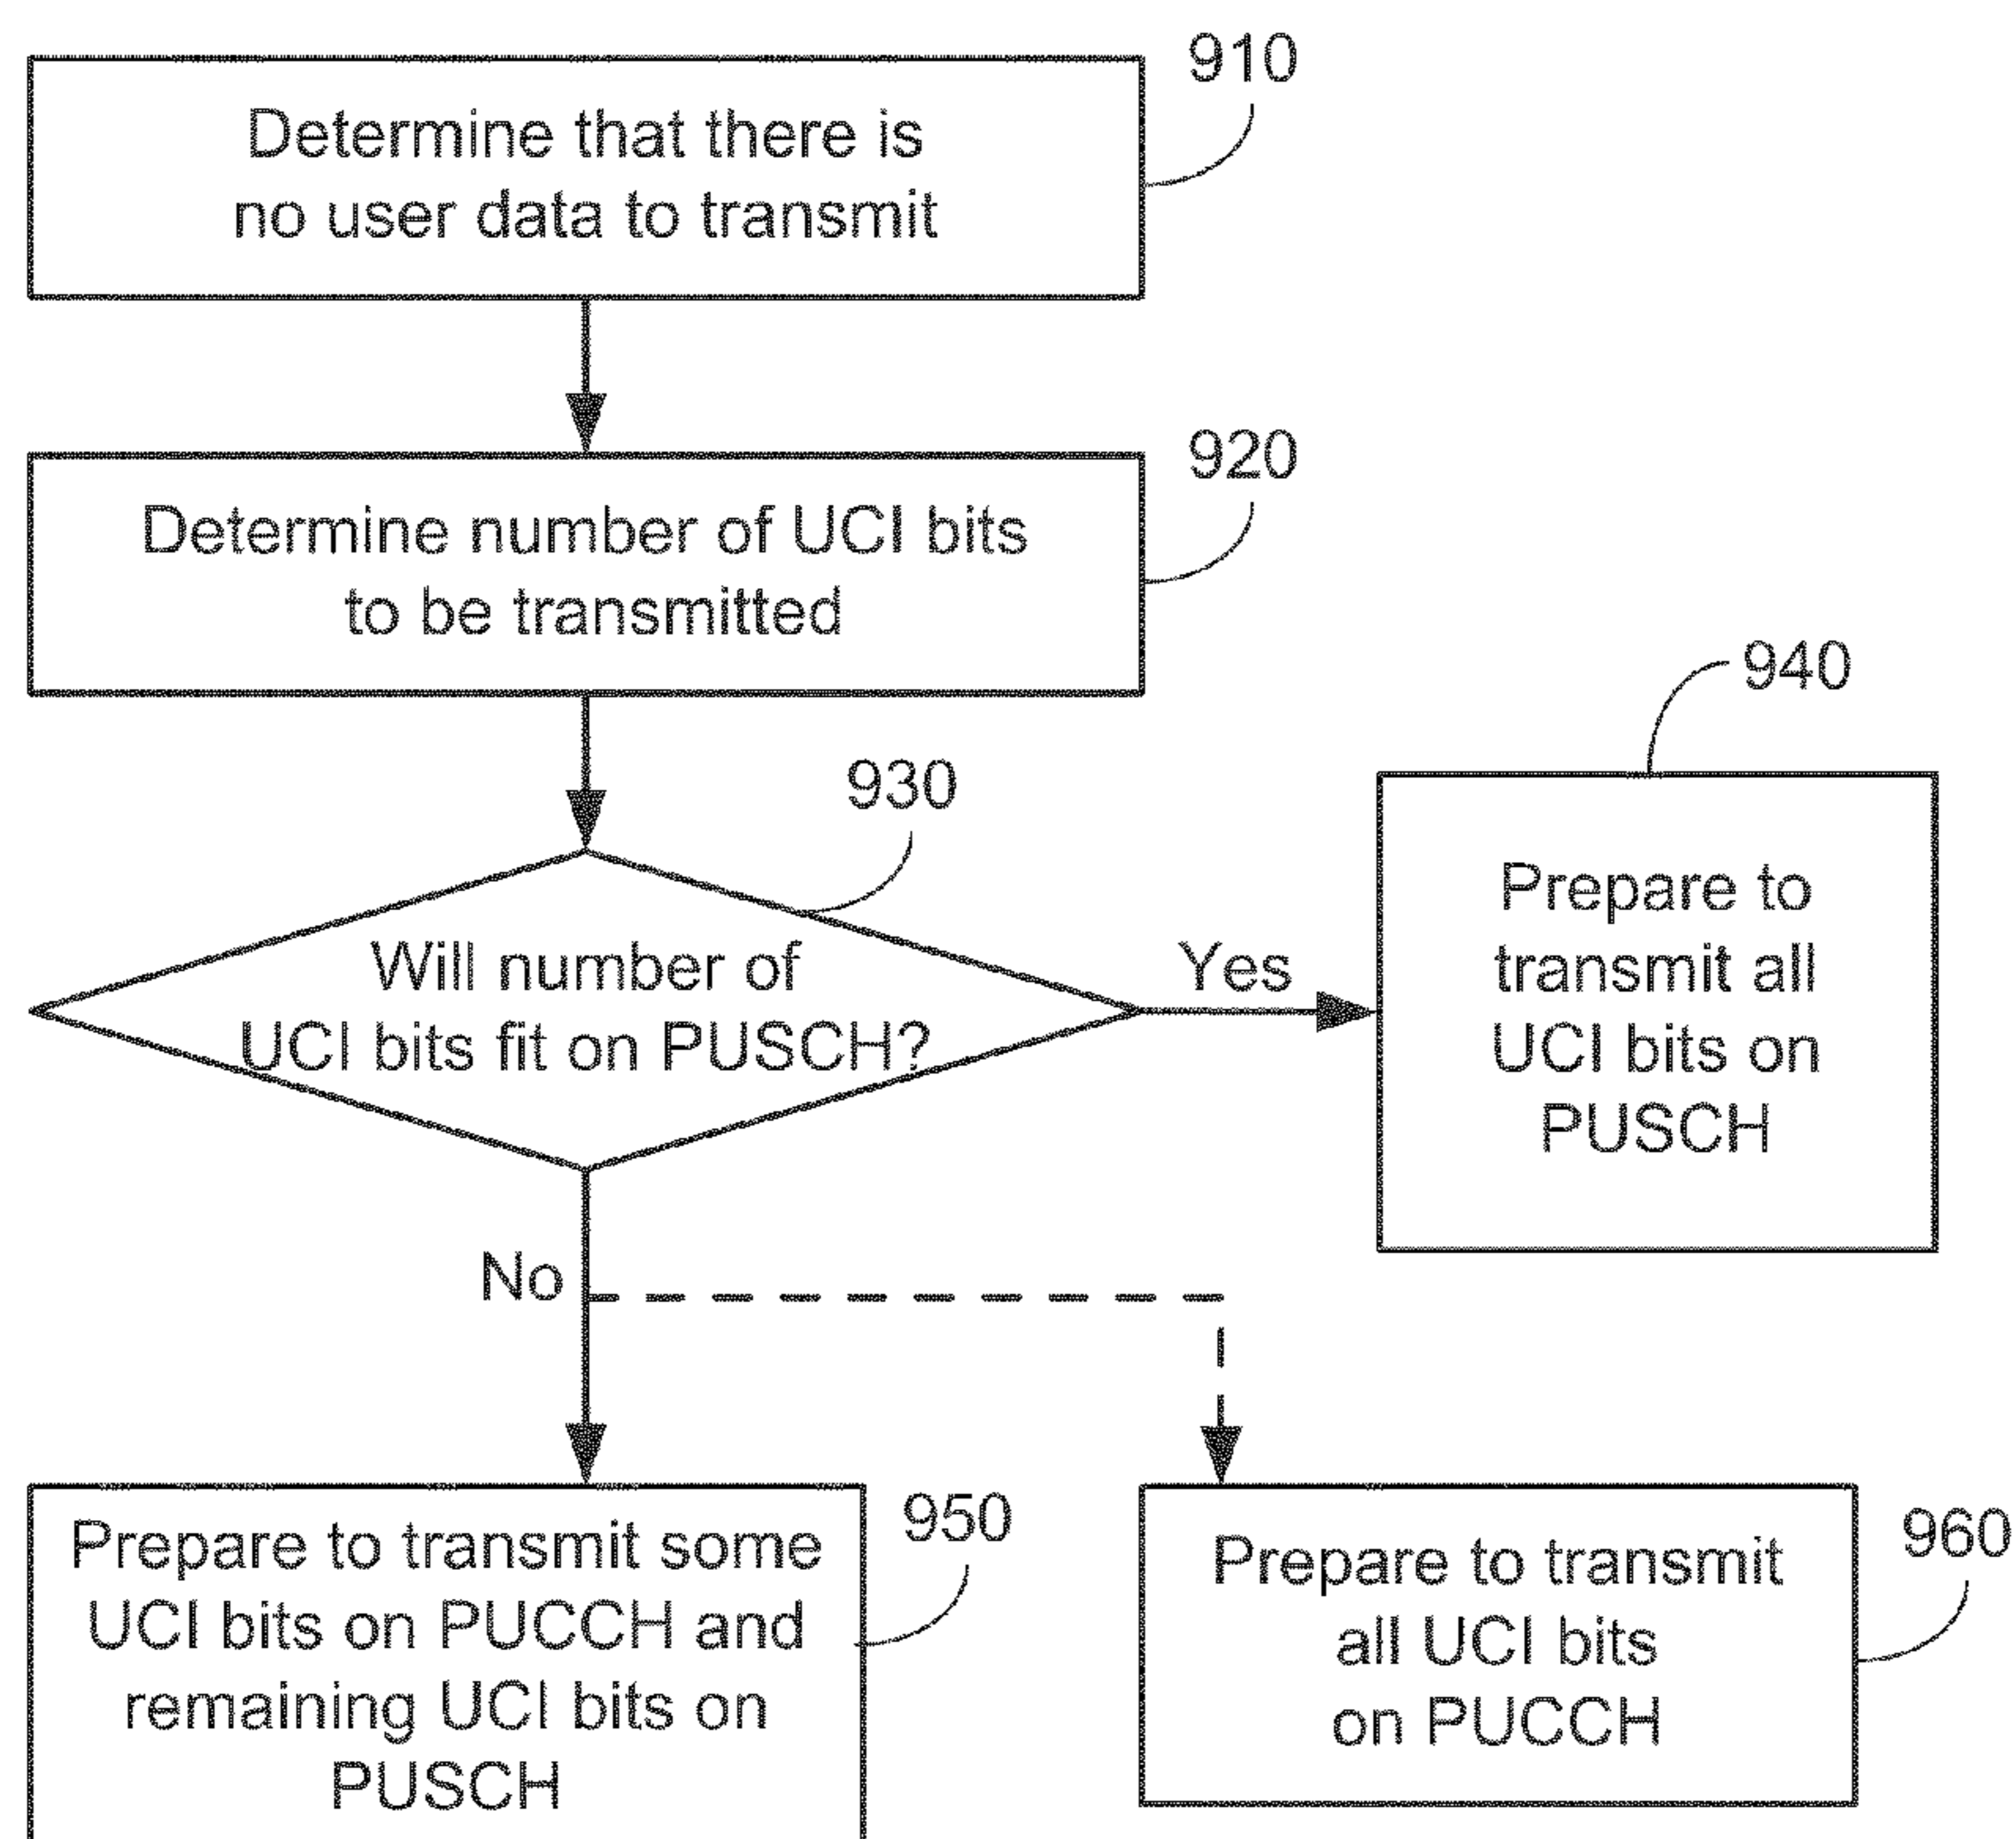 910
Determine that there is
no user data to transmit
920
Determine number of UCI bits
to be transmitted
930
Will number of
UCI bits fit on PUSCH?
Yes
940
Prepare to
transmit all
UCI bits on
PUSCH
No
950
Prepare to transmit some
UCI bits on PUCCH and
remaining UCI bits on
PUSCH
960
Prepare to transmit
all UCI bits
on PUCCH